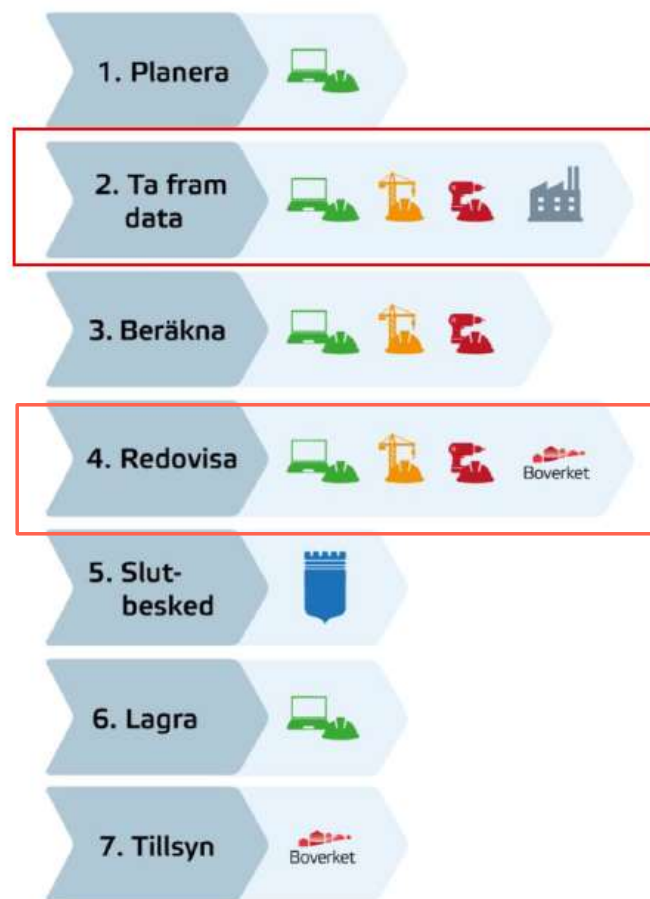 1. Planera
2. Ta fram
data
3. Beräkna
4. Redovisa
Boverket
5. Slut-
besked
6. Lagra
7. Tillsyn
Boverket